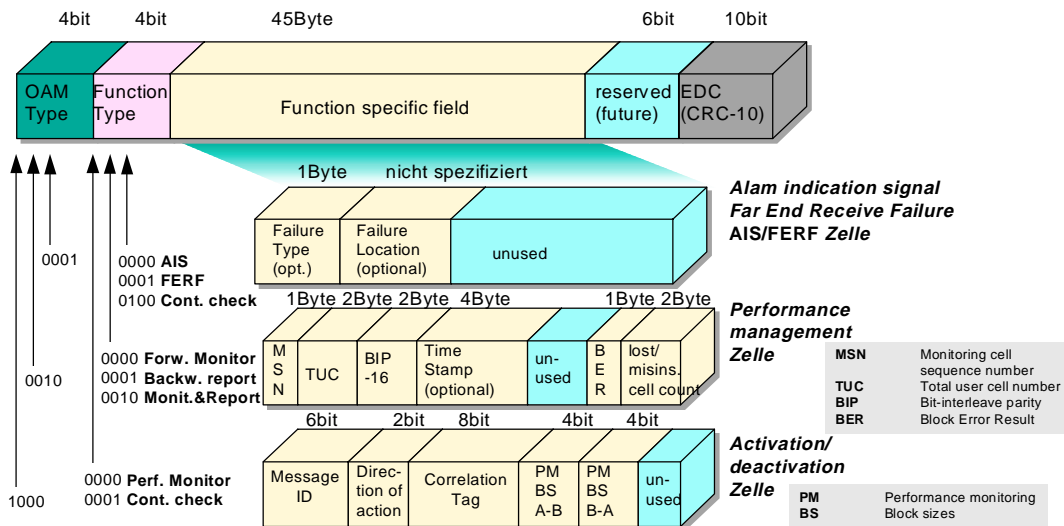 4bit 4bit 45Byte 6bit 10bit
OAM Type
Function Type
Function specific field
reserved (future)
EDC (CRC-10)
1Byte nicht spezifiziert
Failure Type (opt.)
Failure Location (optional)
unused
Alam indication signal
Far End Receive Failure
AIS/FERF Zelle
0001
0000 AIS
0001 FERF
0100 Cont. check
1Byte 2Byte 2Byte 4Byte 1Byte 2Byte
M S N
TUC
BIP -16
Time Stamp (optional)
un- used
B E R
lost/ misins. cell count
Performance
management
Zelle
0010
0000 Forw. Monitor
0001 Backw. report
0010 Monit.&Report
MSN Monitoring cell
sequence number
TUC Total user cell number
BIP Bit-interleave parity
BER Block Error Result
6bit 2bit 8bit 4bit 4bit
Message ID
Direc- tion of action
Correlation Tag
PM BS A-B
PM BS B-A
un- used
Activation/
deactivation
Zelle
1000
0000 Perf. Monitor
0001 Cont. check
PM Performance monitoring
BS Block sizes